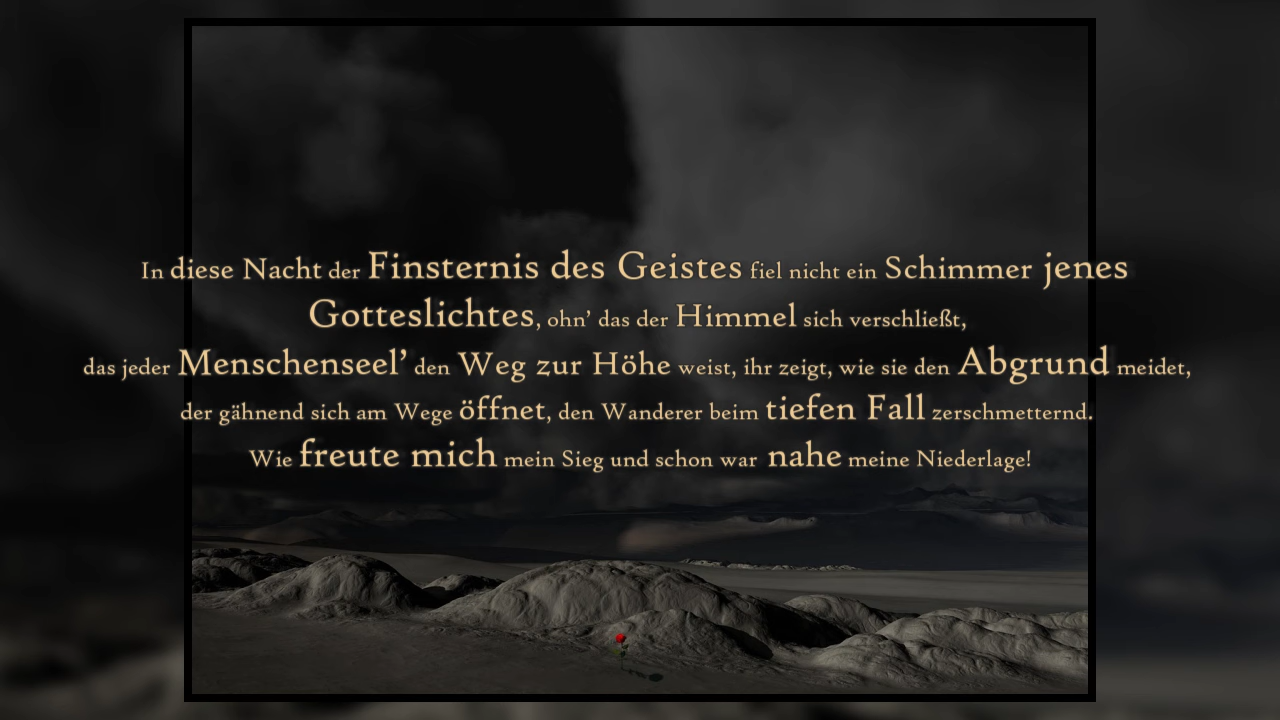 In diese Nacht der Finsternis des Geistes fiel nicht ein Schimmer jenes
Gotteslichtes, ohn’ das der Himmel sich verschließt,
das jeder Menschenseel’ den Weg zur Höhe weist, ihr zeigt, wie sie den Abgrund meidet,
der gähnend sich am Wege öffnet, den Wanderer beim tiefen Fall zerschmetternd.
Wie freute mich mein Sieg und schon war nahe meine Niederlage!